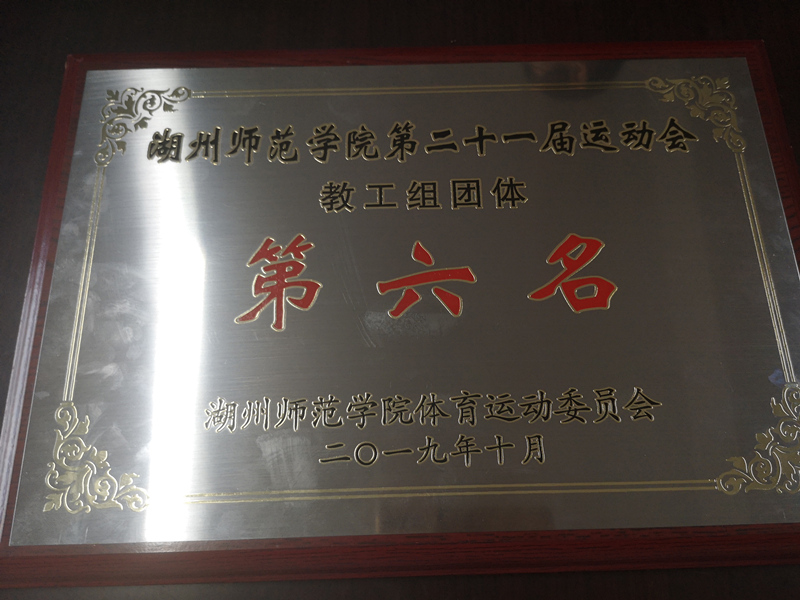 湖州师范学院第二十一届运动会
教工组团体
第六名
湖州师范学院体育运动委员会
二〇一九年十月